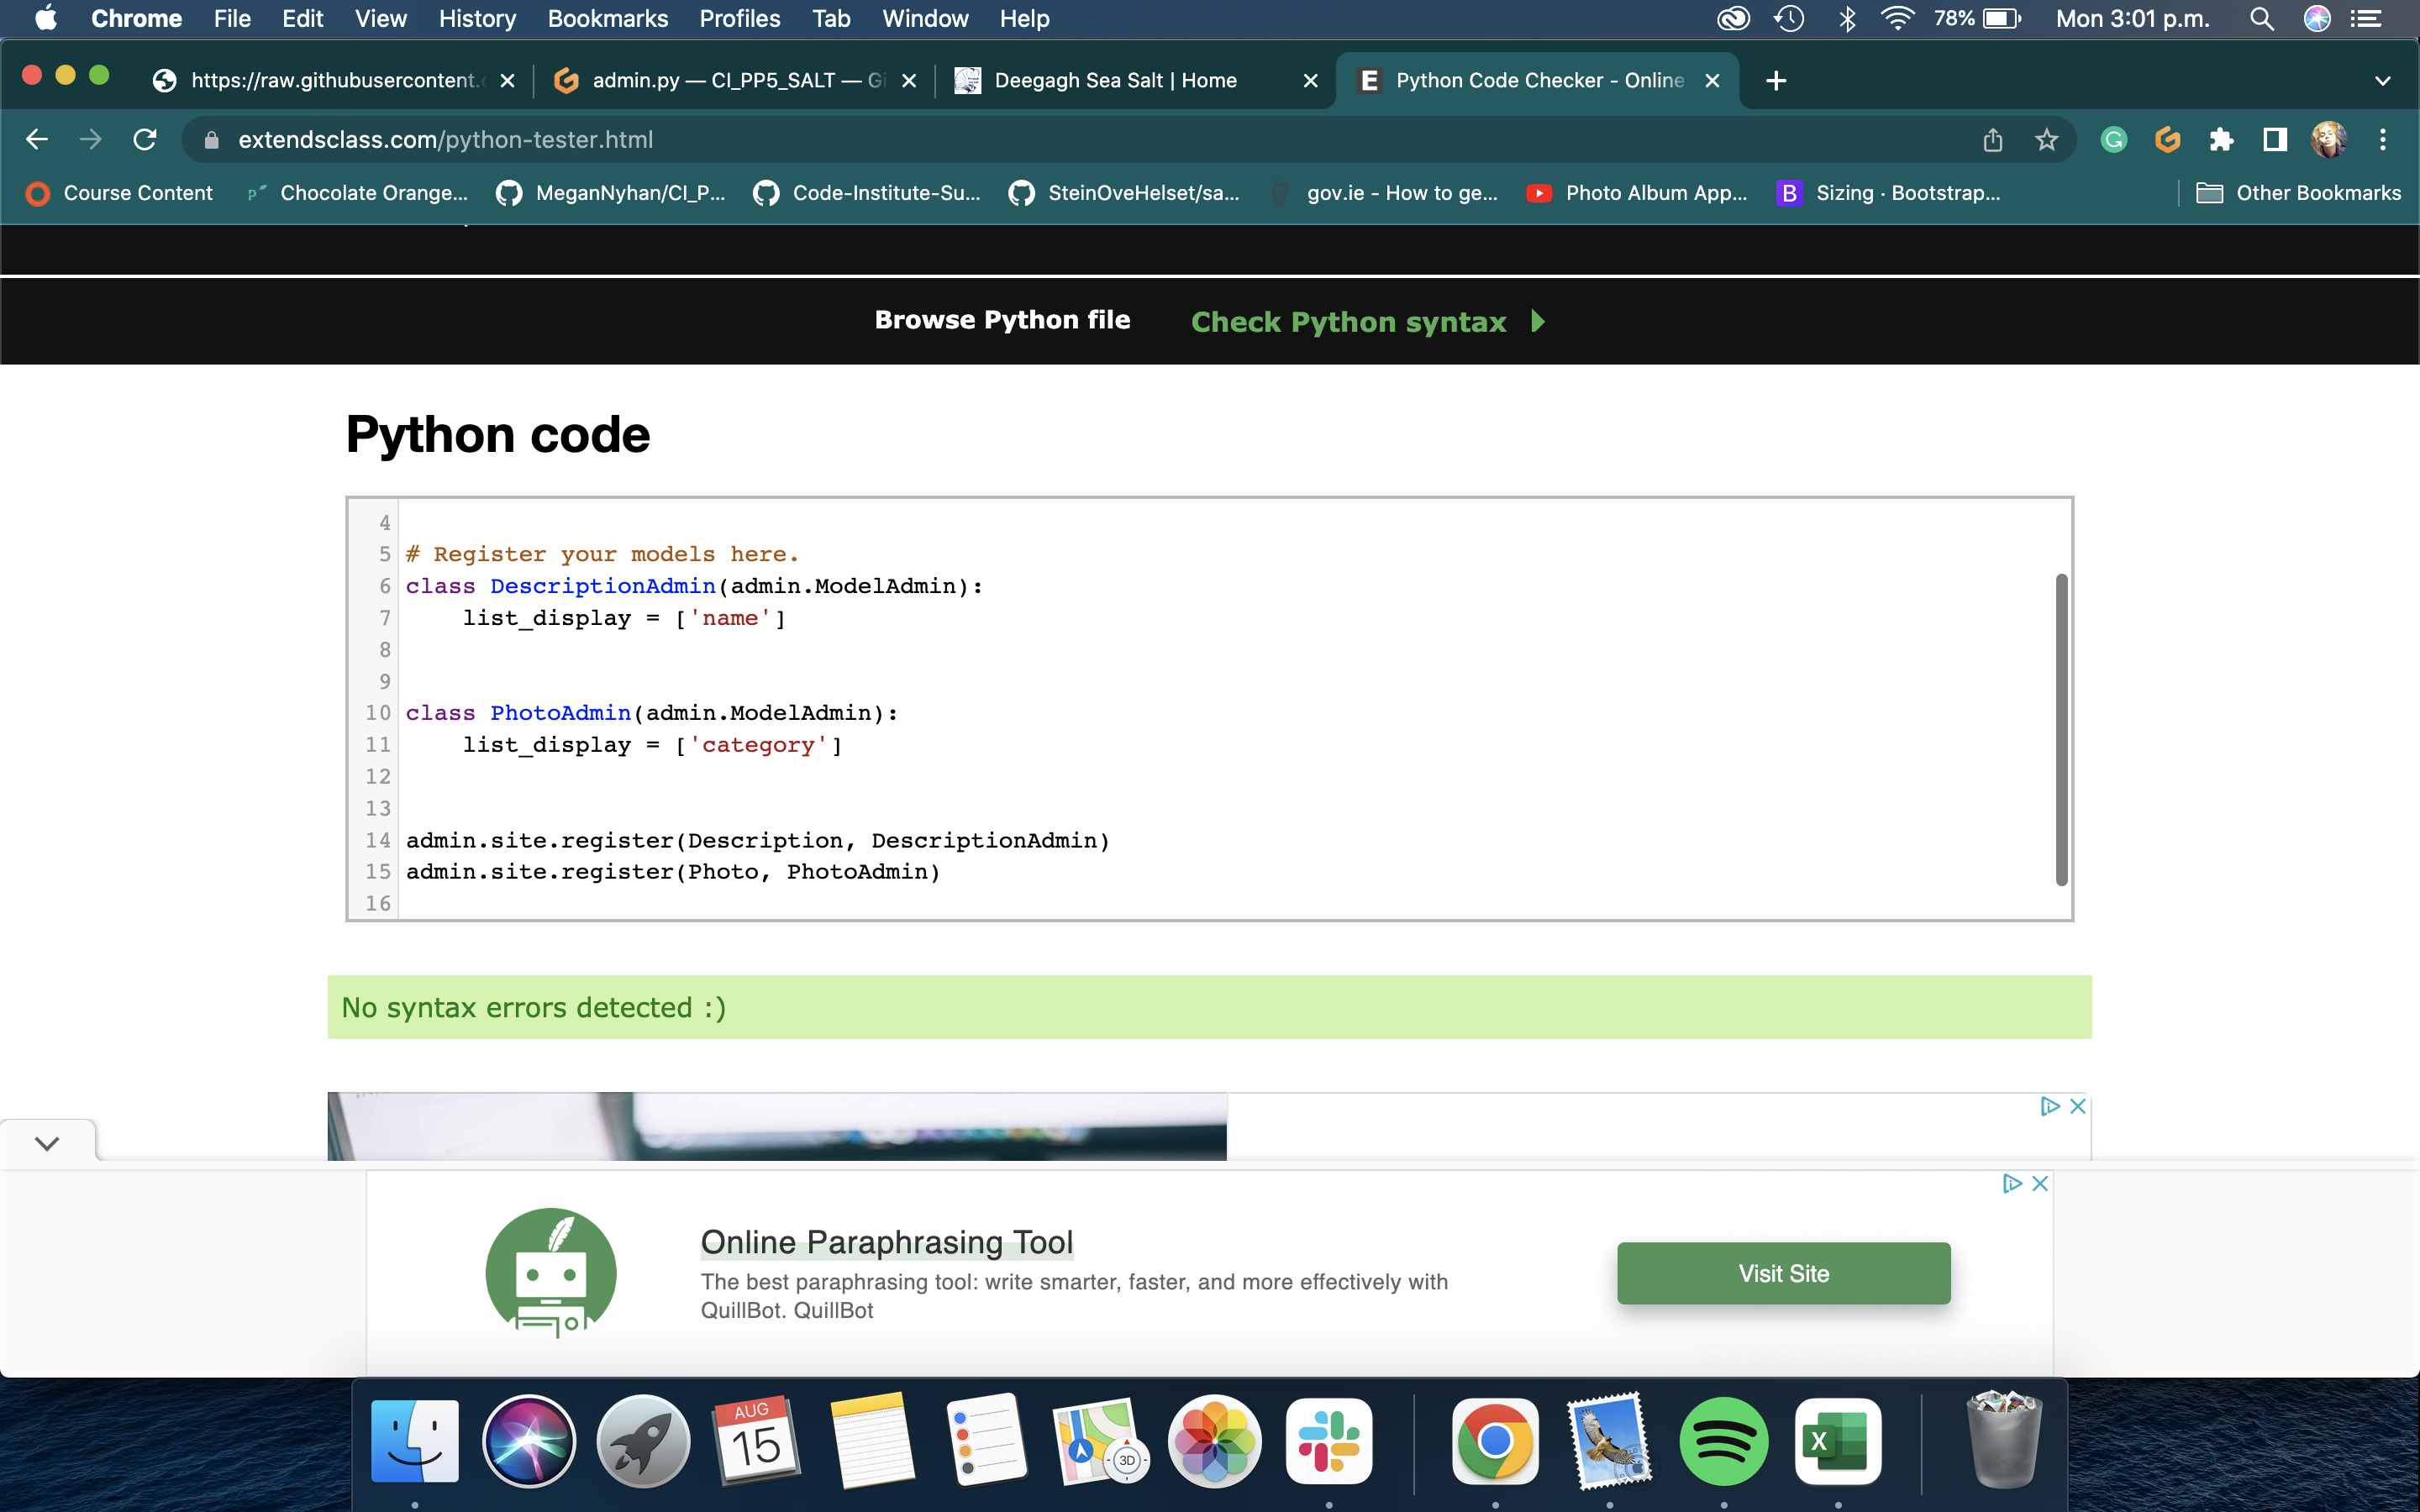 Chrome File Edit View History Bookmarks Profiles Tab Window Help 78% Mon 3:01 p.m.
https://raw.githubusercontent. admin.py — CI_PP5_SALT — Gi Deegagh Sea Salt | Home Python Code Checker - Online
extendsclass.com/python-tester.html
Course Content Chocolate Orange... MeganNyhan/CI_P... Code-Institute-Su... SteinOveHelset/sa... gov.ie - How to ge... Photo Album App... Sizing · Bootstrap... Other Bookmarks
Browse Python file Check Python syntax
Python code
4
5 # Register your models here.
6 class DescriptionAdmin(admin.ModelAdmin):
7 list_display = ['name']
8
9
10 class PhotoAdmin(admin.ModelAdmin):
11 list_display = ['category']
12
13
14 admin.site.register(Description, DescriptionAdmin)
15 admin.site.register(Photo, PhotoAdmin)
16
No syntax errors detected :)
Online Paraphrasing Tool
The best paraphrasing tool: write smarter, faster, and more effectively with
QuillBot. QuillBot
Visit Site
AUG
15
3D
X